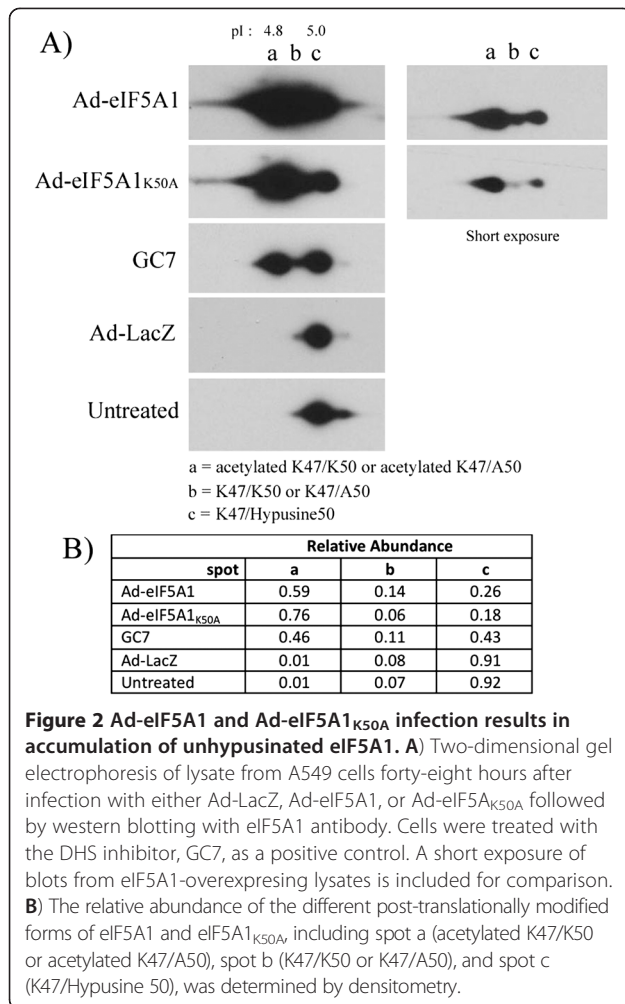 A)
pI : 4.8 5.0
a b c
a b c
Ad-eIF5A1
Ad-eIF5A1K50A
GC7
Short exposure
Ad-LacZ
Untreated
a = acetylated K47/K50 or acetylated K47/A50
b = K47/K50 or K47/A50
c = K47/Hypusine50
B)
Relative Abundance
spot a b c
Ad-eIF5A1 0.59 0.14 0.26
Ad-eIF5A1K50A 0.76 0.06 0.18
GC7 0.46 0.11 0.43
Ad-LacZ 0.01 0.08 0.91
Untreated 0.01 0.07 0.92
Figure 2 Ad-eIF5A1 and Ad-eIF5A1K50A infection results in
accumulation of unhypusinated eIF5A1. A) Two-dimensional gel
electrophoresis of lysate from A549 cells forty-eight hours after
infection with either Ad-LacZ, Ad-eIF5A1, or Ad-eIF5AK50A followed
by western blotting with eIF5A1 antibody. Cells were treated with
the DHS inhibitor, GC7, as a positive control. A short exposure of
blots from eIF5A1-overexpresing lysates is included for comparison.
B) The relative abundance of the different post-translationally modified
forms of eIF5A1 and eIF5A1K50A, including spot a (acetylated K47/K50
or acetylated K47/A50), spot b (K47/K50 or K47/A50), and spot c
(K47/Hypusine 50), was determined by densitometry.